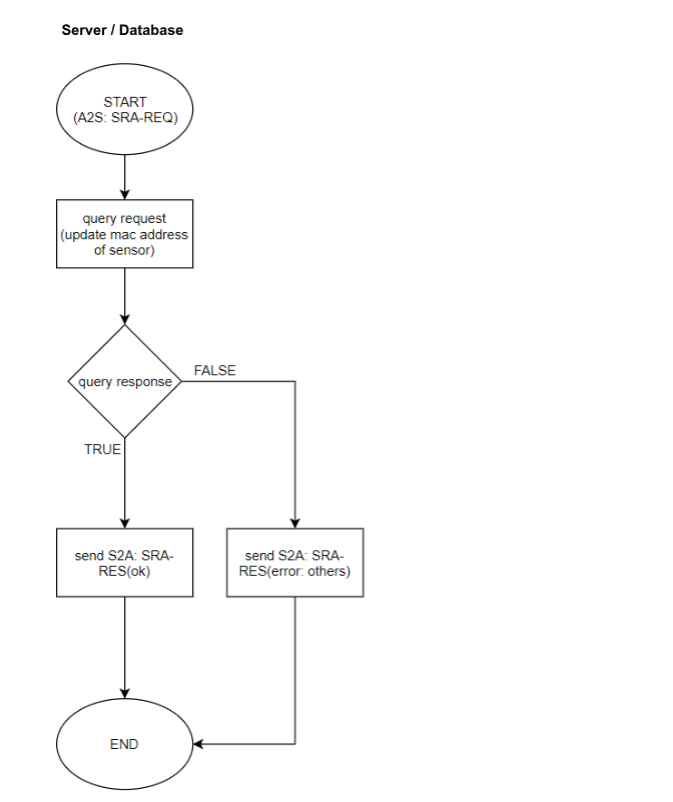 Server / Database
START
(A2S: SRA-REQ)
query request
(update mac address
of sensor)
query response
FALSE
TRUE
send S2A: SRA-
RES(ok)
send S2A: SRA-
RES(error: others)
END